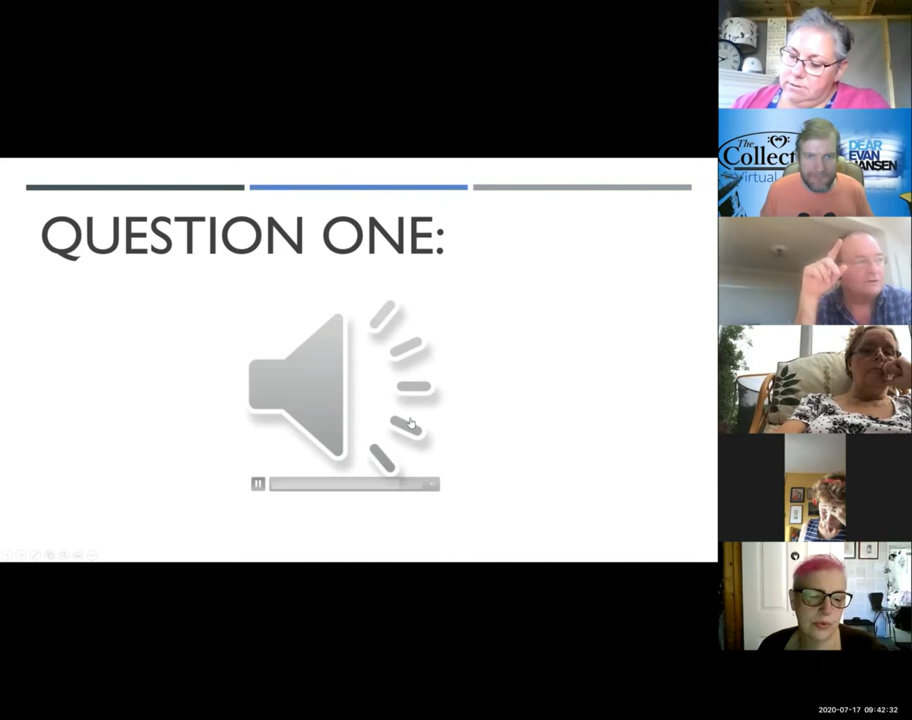 QUESTION ONE:
The
Collect
Virtual
DEAR
EVAN
HANSEN
2020-07-17 09:42:32